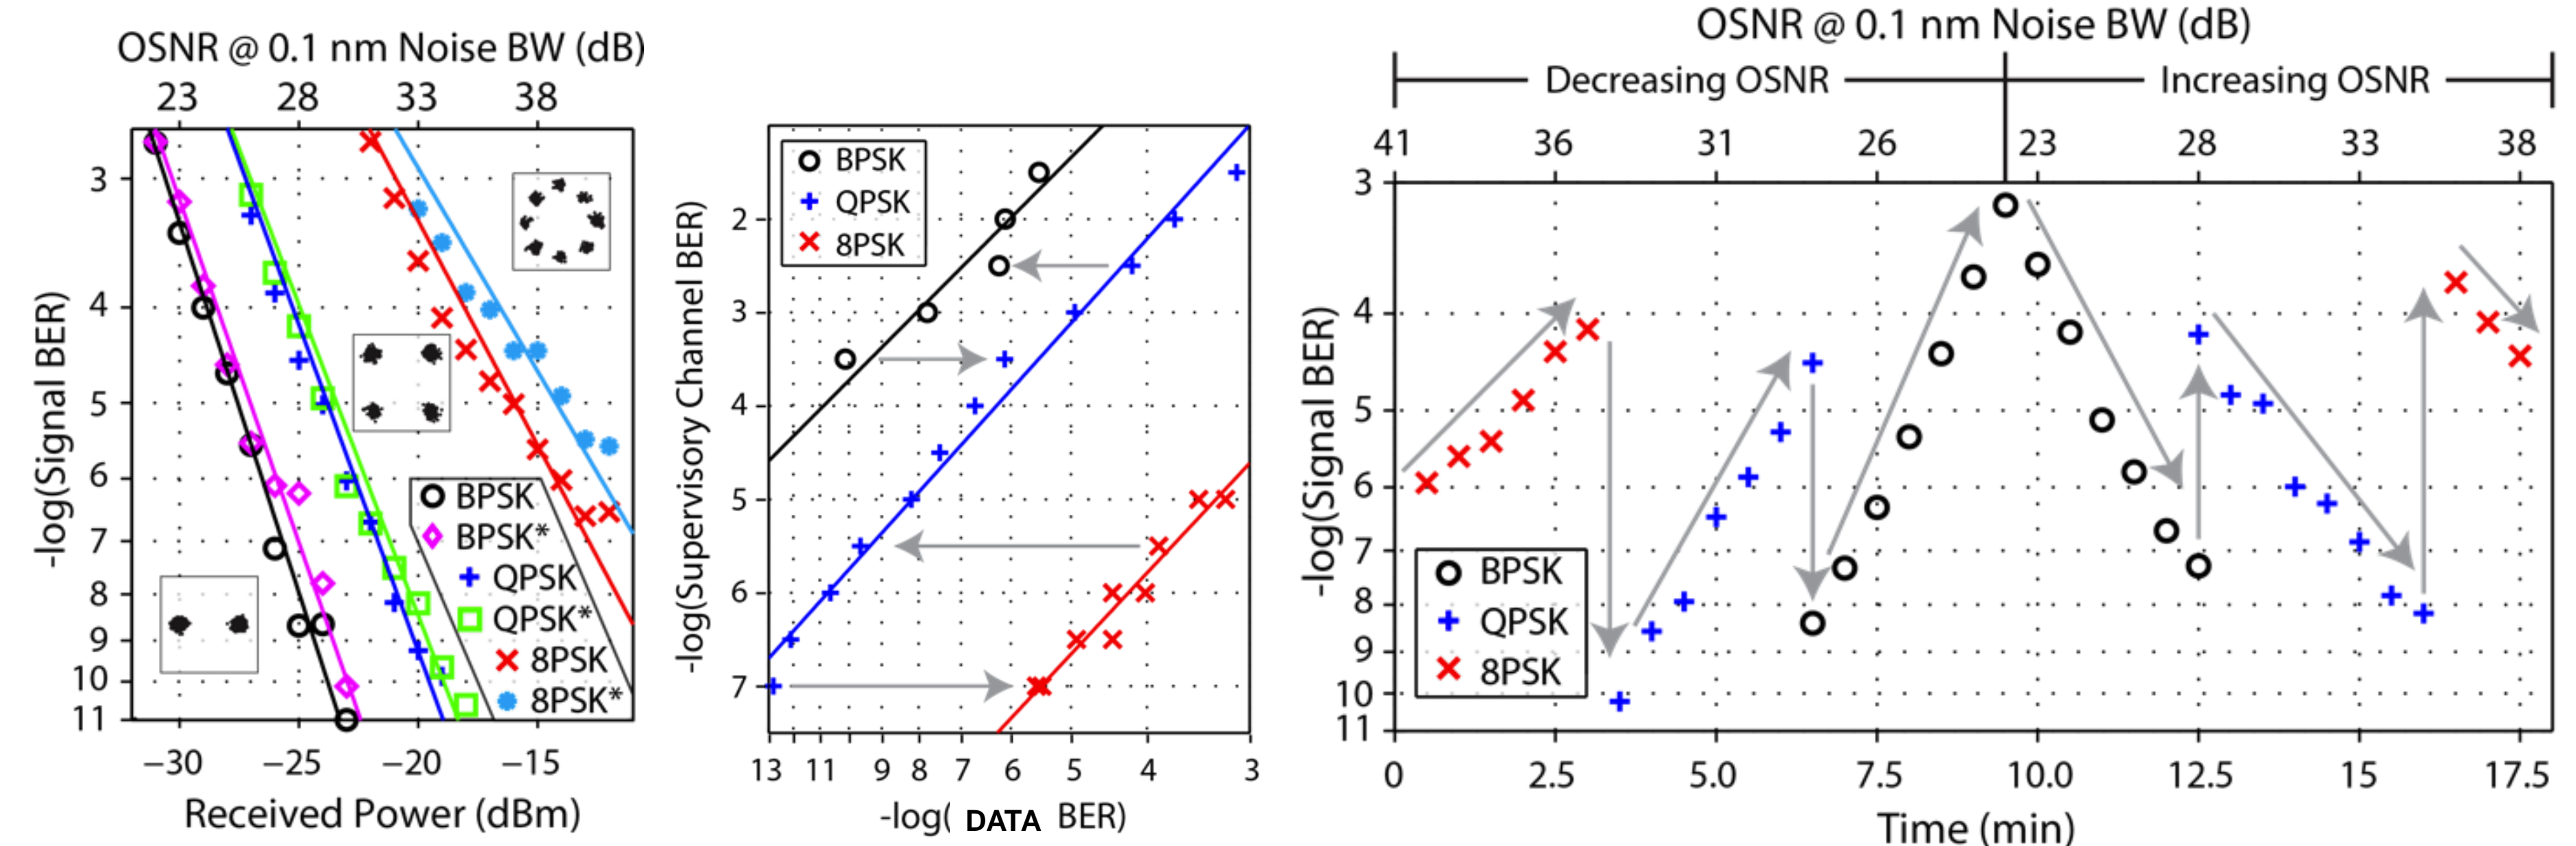 OSNR @ 0.1 nm Noise BW (dB)
23 28 33 38
-log(Signal BER)
3
4
5
6
7
8
9
10
11
BPSK
BPSK*
QPSK
QPSK*
8PSK
8PSK*
−30 −25 −20 −15
Received Power (dBm)
-log(Supervisory Channel BER)
BPSK
QPSK
8PSK
2
3
4
5
6
7
13 11 9 8 7 6 5 4 3
-log( DATA BER)
OSNR @ 0.1 nm Noise BW (dB)
Decreasing OSNR Increasing OSNR
41 36 31 26 23 28 33 38
-log(Signal BER)
3
4
5
6
7
8
9
10
11
BPSK
QPSK
8PSK
0 2.5 5.0 7.5 10.0 12.5 15 17.5
Time (min)